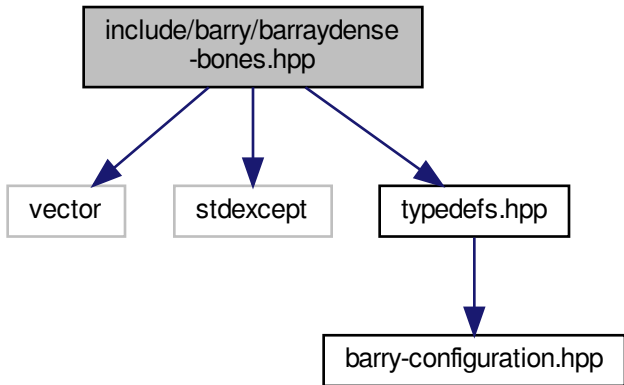 include/barry/barraydense
-bones.hpp
vector
stdexcept
typedefs.hpp
barry-configuration.hpp